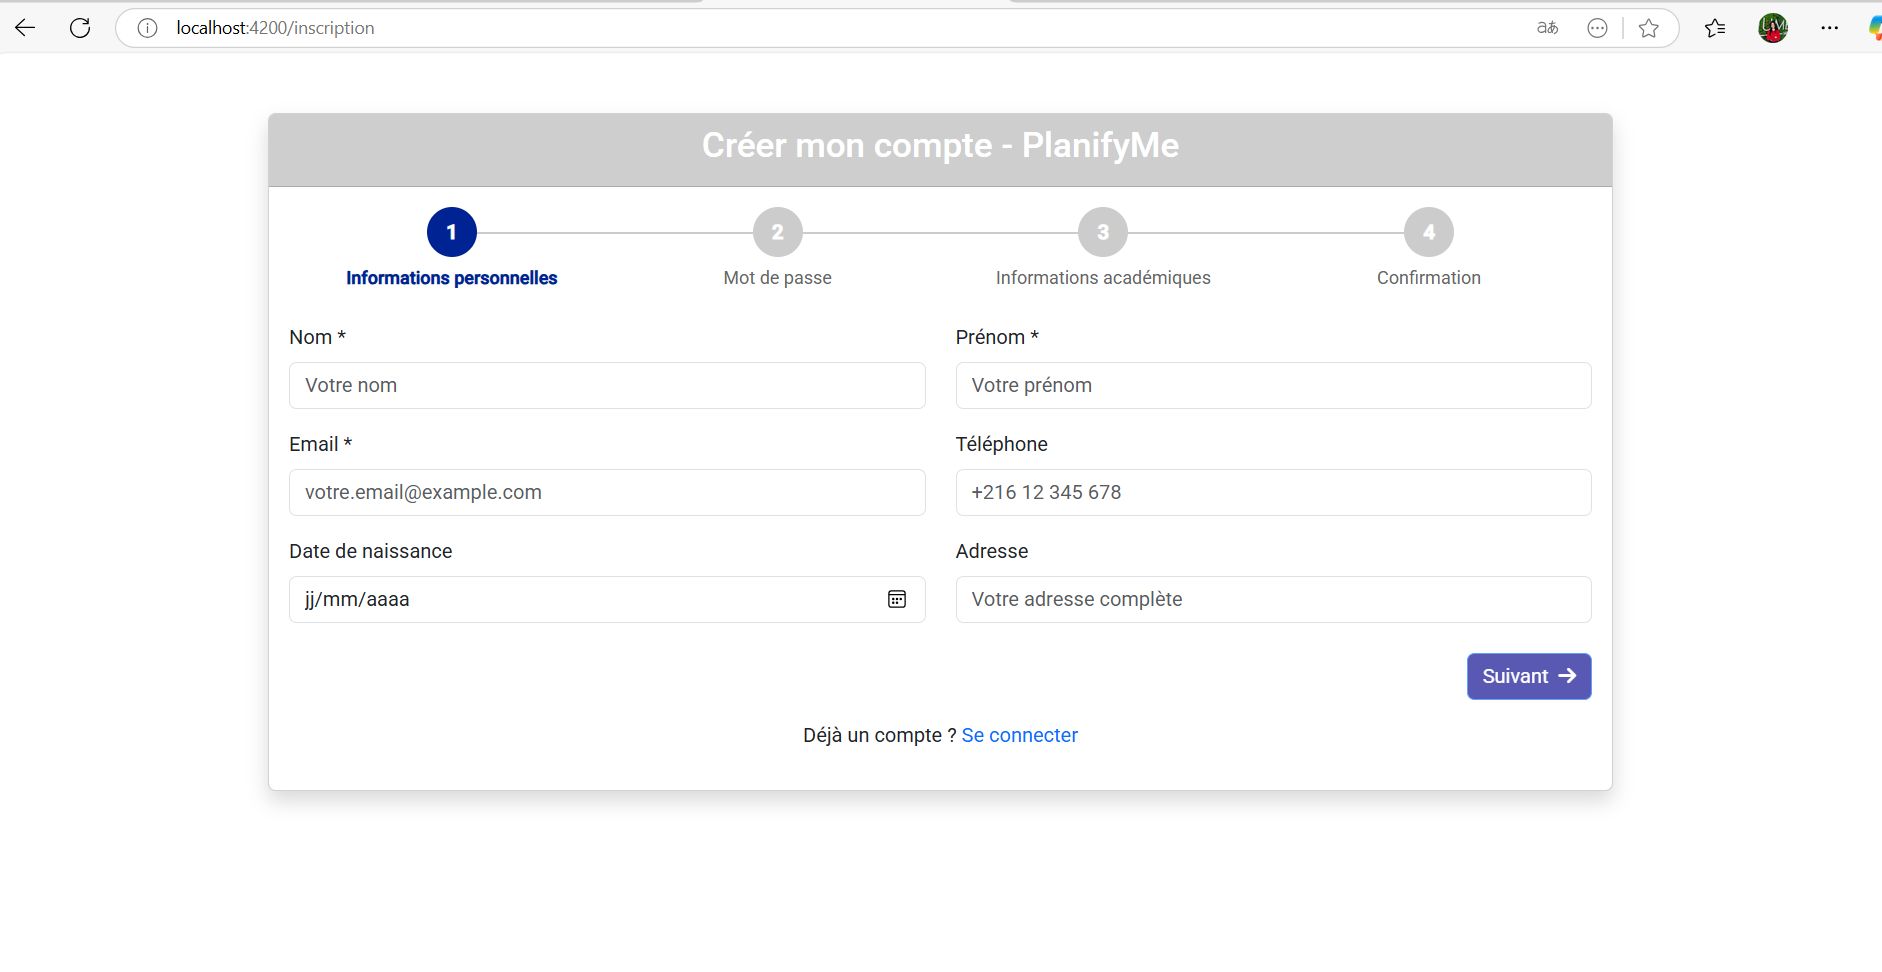 localhost:4200/inscription
Créer mon compte - PlanifyMe
1 2 3 4
Informations personnelles Mot de passe Informations académiques Confirmation
Nom * Prénom *
Votre nom Votre prénom
Email * Téléphone
votre.email@example.com +216 12 345 678
Date de naissance Adresse
jj/mm/aaaa Votre adresse complète
Suivant →
Déjà un compte ? Se connecter